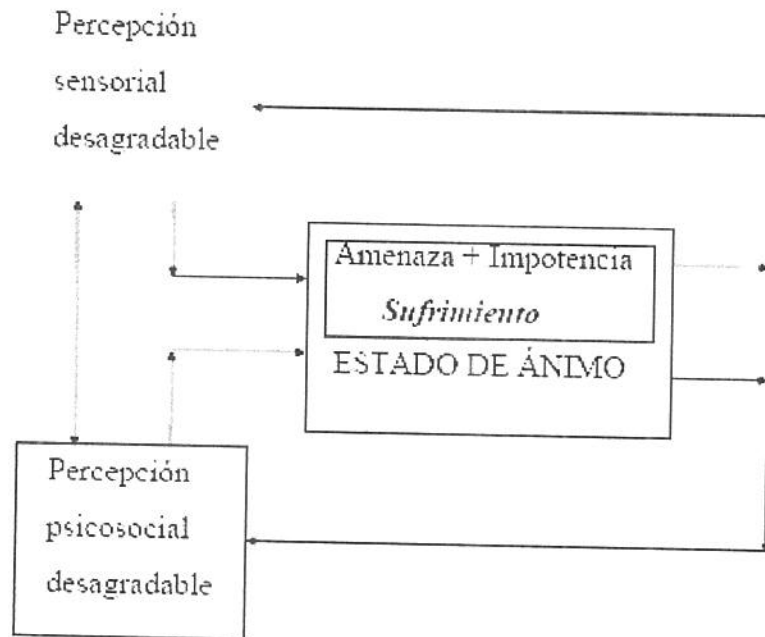 Percepción
sensorial
desagradable
Amenaza + Impotencia
Sufrimiento
ESTADO DE ÁNIMO
Percepción
psicosocial
desagradable